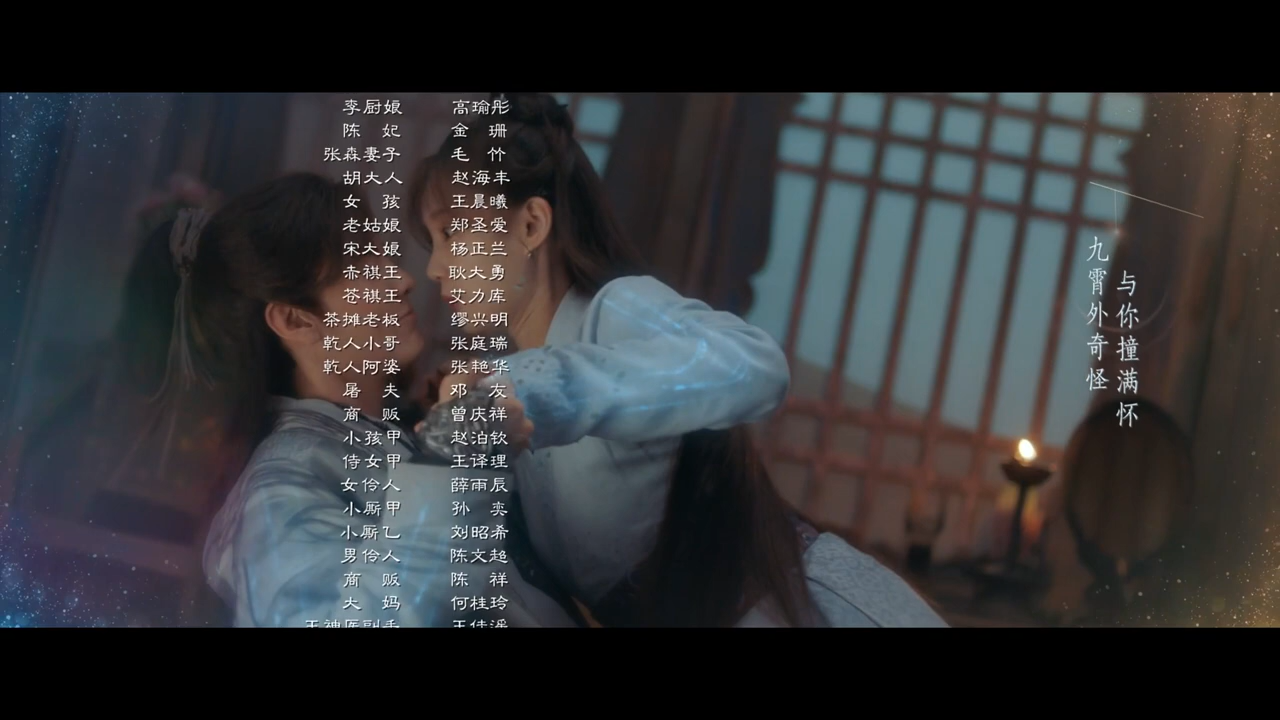 李厨娘 高瑜彤
陈妃 金珊
张森妻子 毛竹
胡大人 赵海丰
女孩 王晨曦
老姑娘 郑圣爱
宋大娘 杨正兰
赤祺王 耿大勇
苍祺王 艾力库
茶摊老板 缪兴明
乾人小哥 张庭瑞
乾人阿婆 张艳华
屠夫 邓友
商贩 曾庆祥
小孩甲 赵泊钦
侍女甲 王译理
女伶人 薛雨辰
小厮甲 孙奕
小厮乙 刘昭希
男伶人 陈文超
商贩 陈祥
大妈 何桂玲
与你撞满怀
九霄外奇怪